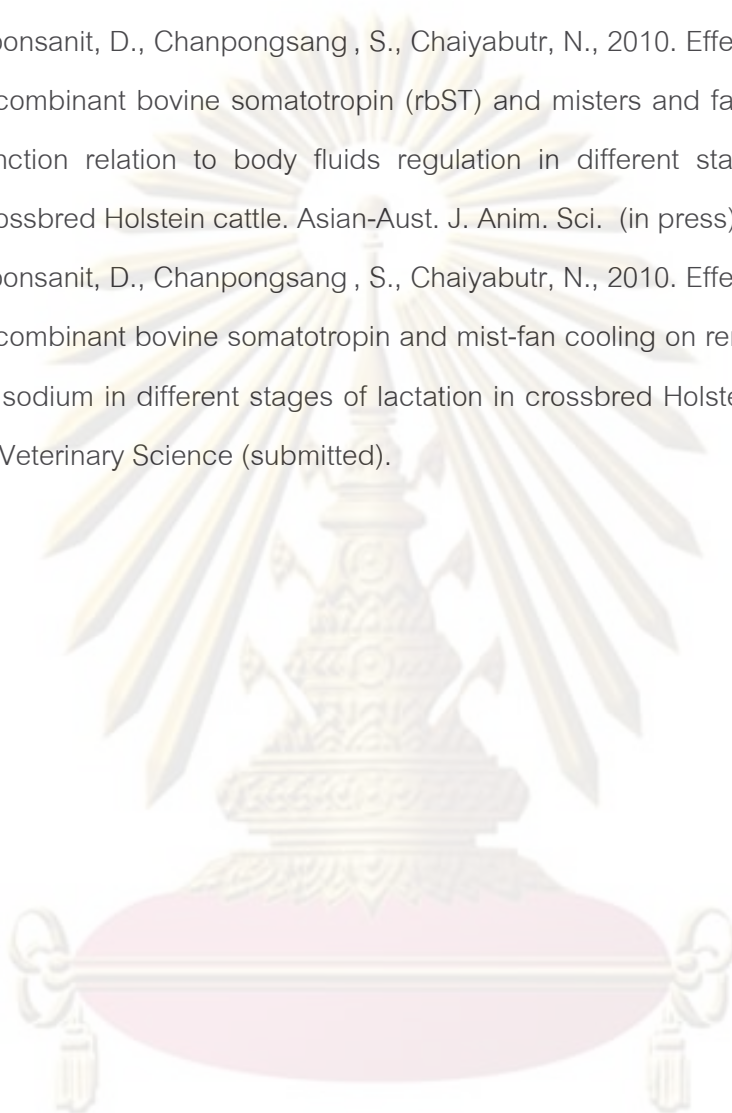 oonsanit, D., Chanpongsang , S., Chaiyabutr, N., 2010. Effe
combinant bovine somatotropin (rbST) and misters and fa
nction relation to body fluids regulation in different sta
ossbred Holstein cattle. Asian-Aust. J. Anim. Sci. (in press)
oonsanit, D., Chanpongsang , S., Chaiyabutr, N., 2010. Effe
combinant bovine somatotropin and mist-fan cooling on re
sodium in different stages of lactation in crossbred Holste
Veterinary Science (submitted).